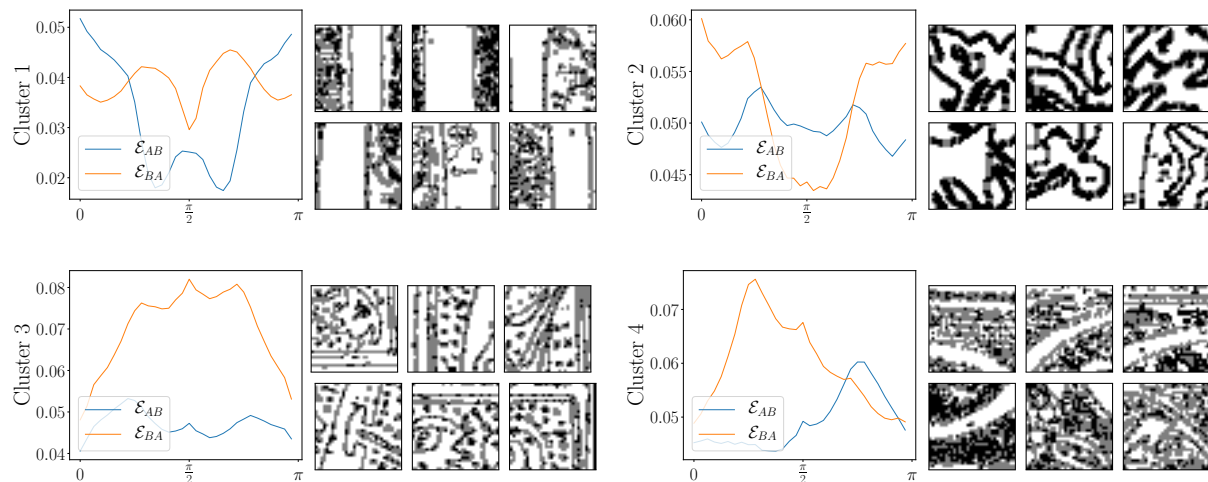 Cluster 1
0.05
0.04
0.03
0.02
ℰ_AB
ℰ_BA
0
π/2
π
Cluster 2
0.060
0.055
0.050
0.045
ℰ_AB
ℰ_BA
0
π/2
π
Cluster 3
0.08
0.07
0.06
0.05
0.04
ℰ_AB
ℰ_BA
0
π/2
π
Cluster 4
0.07
0.06
0.05
ℰ_AB
ℰ_BA
0
π/2
π